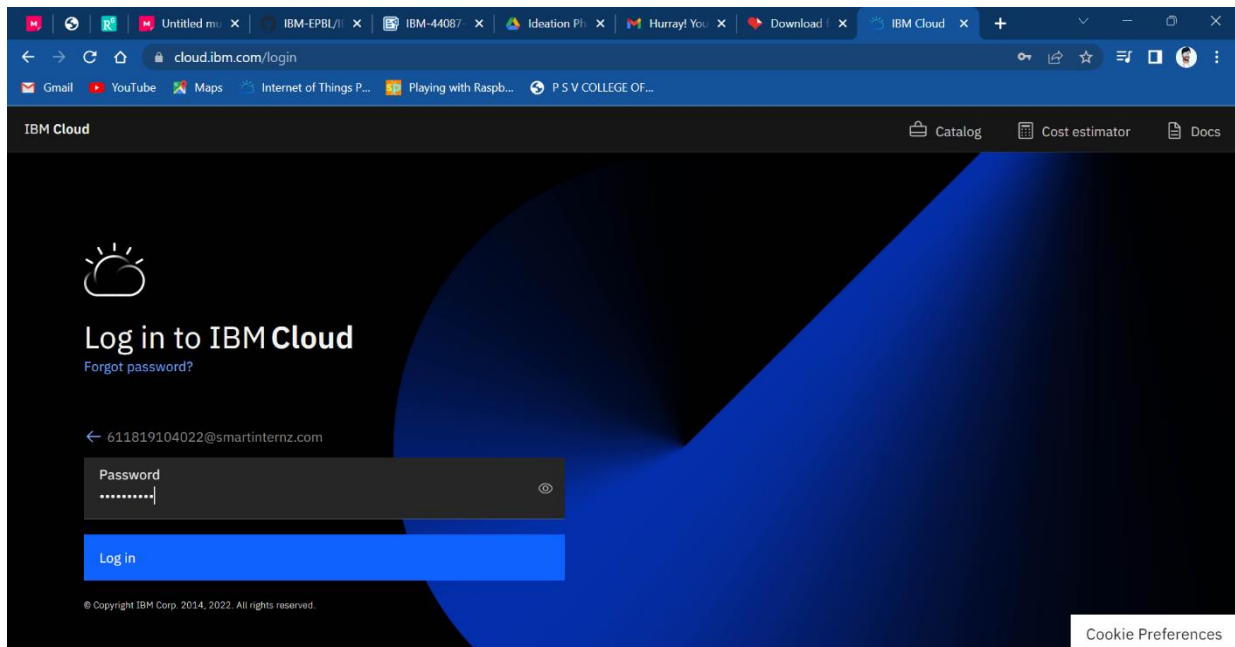 Untitled mu
IBM-EPBL/I
IBM-44087-
Ideation Ph
Hurray! You
Download f
IBM Cloud
cloud.ibm.com/login
Gmail
YouTube
Maps
Internet of Things P...
Playing with Raspb...
P S V COLLEGE OF...
IBM Cloud
Catalog
Cost estimator
Docs
Log in to IBM Cloud
Forgot password?
← 611819104022@smartinternz.com
Password
••••••••••
Log in
© Copyright IBM Corp. 2014, 2022. All rights reserved.
Cookie Preferences